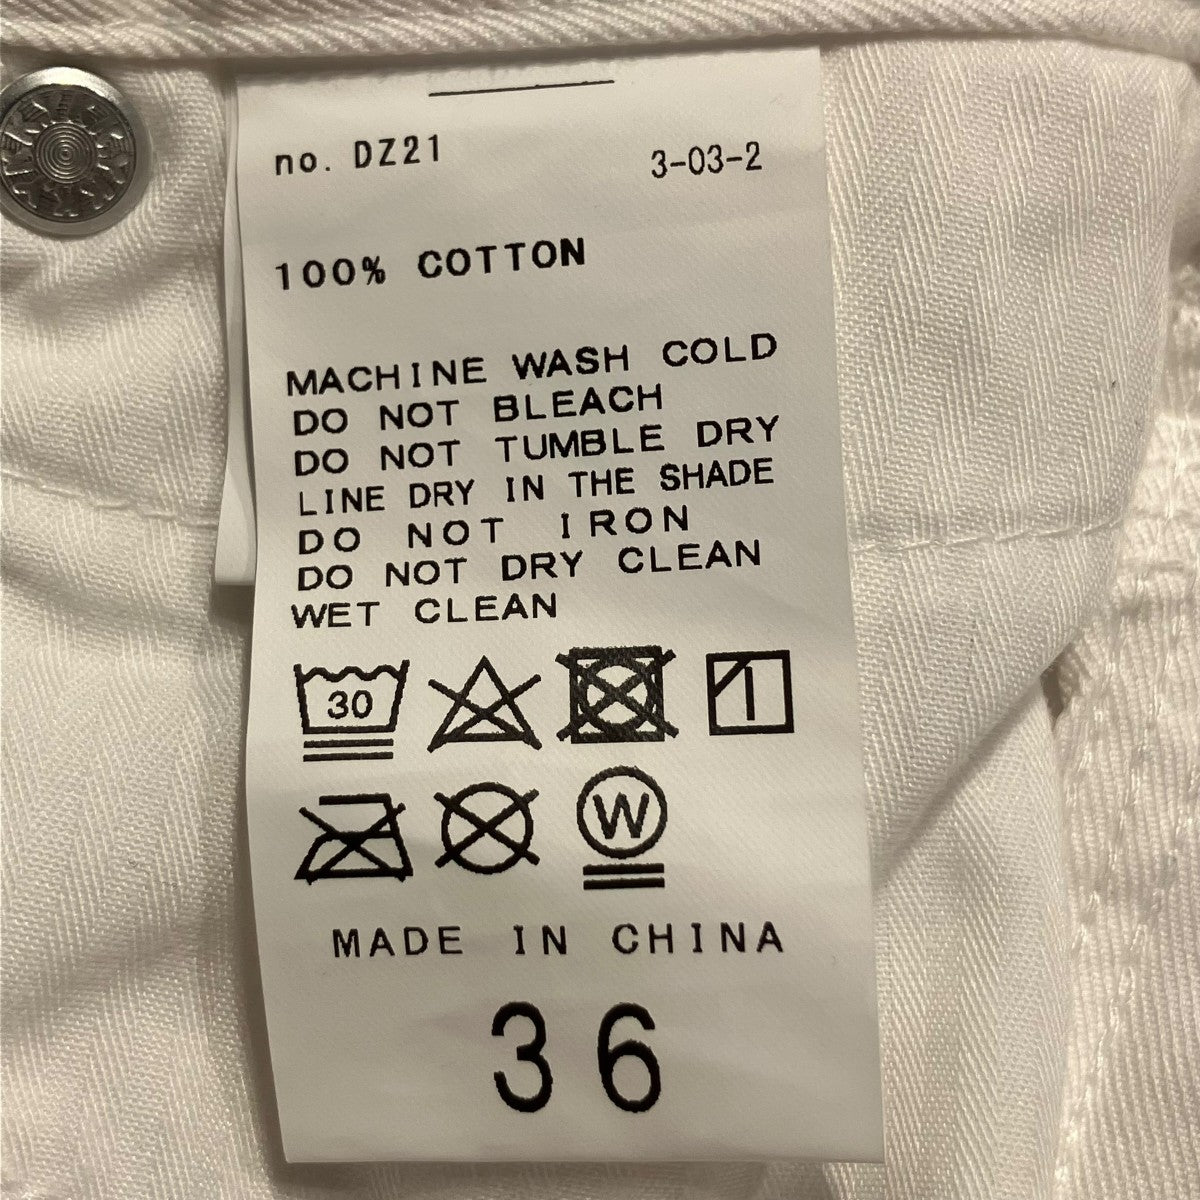 no. DZ21 3-03-2
100% COTTON
MACHINE WASH COLD
DO NOT BLEACH
DO NOT TUMBLE DRY
LINE DRY IN THE SHADE
DO NOT IRON
DO NOT DRY CLEAN
WET CLEAN
30
W
MADE IN CHINA
36